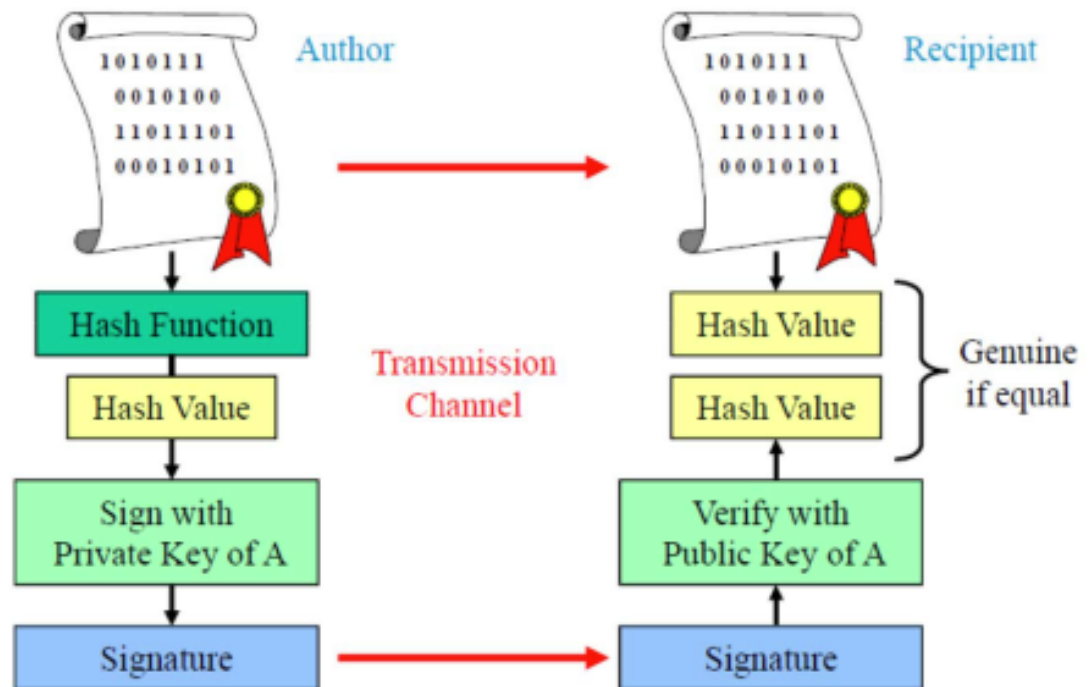 Author
1010111
0010100
11011101
00010101
Hash Function
Hash Value
Sign with
Private Key of A
Signature
Transmission
Channel
Recipient
1010111
0010100
11011101
00010101
Hash Value
Hash Value
Genuine
if equal
Verify with
Public Key of A
Signature